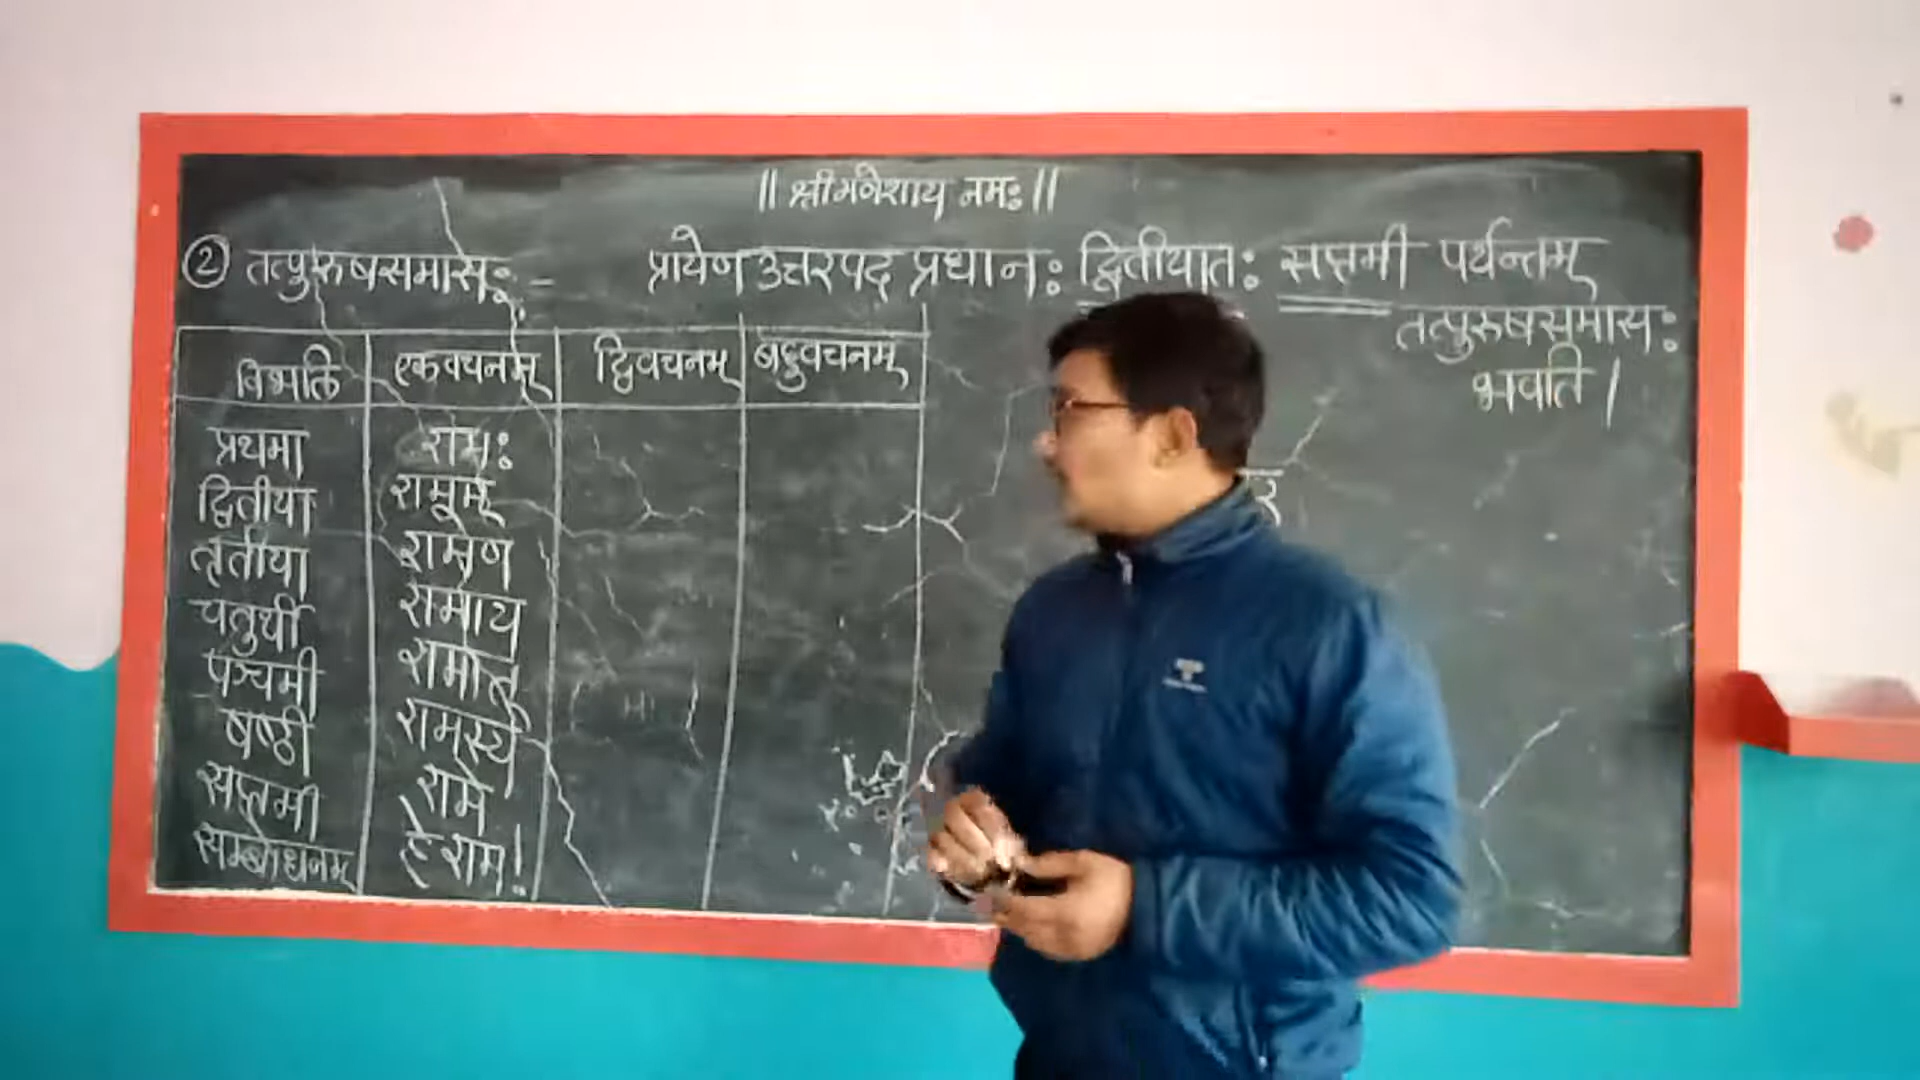 || श्रीगणेशाय नमः ||
② तत्पुरुषसमासः - प्रायेण उत्तरपद प्रधानः द्वितीयातः सप्तमी पर्यन्तम्
तत्पुरुषसमासः
भवति ।
विभक्ति एकवचनम् द्विवचनम् बहुवचनम्
प्रथमा रामः
द्वितीया रामम्
तृतीया रामेण
चतुर्थी रामाय
पञ्चमी रामात्
षष्ठी रामस्य
सप्तमी रामे
सम्बोधनम् हे राम!